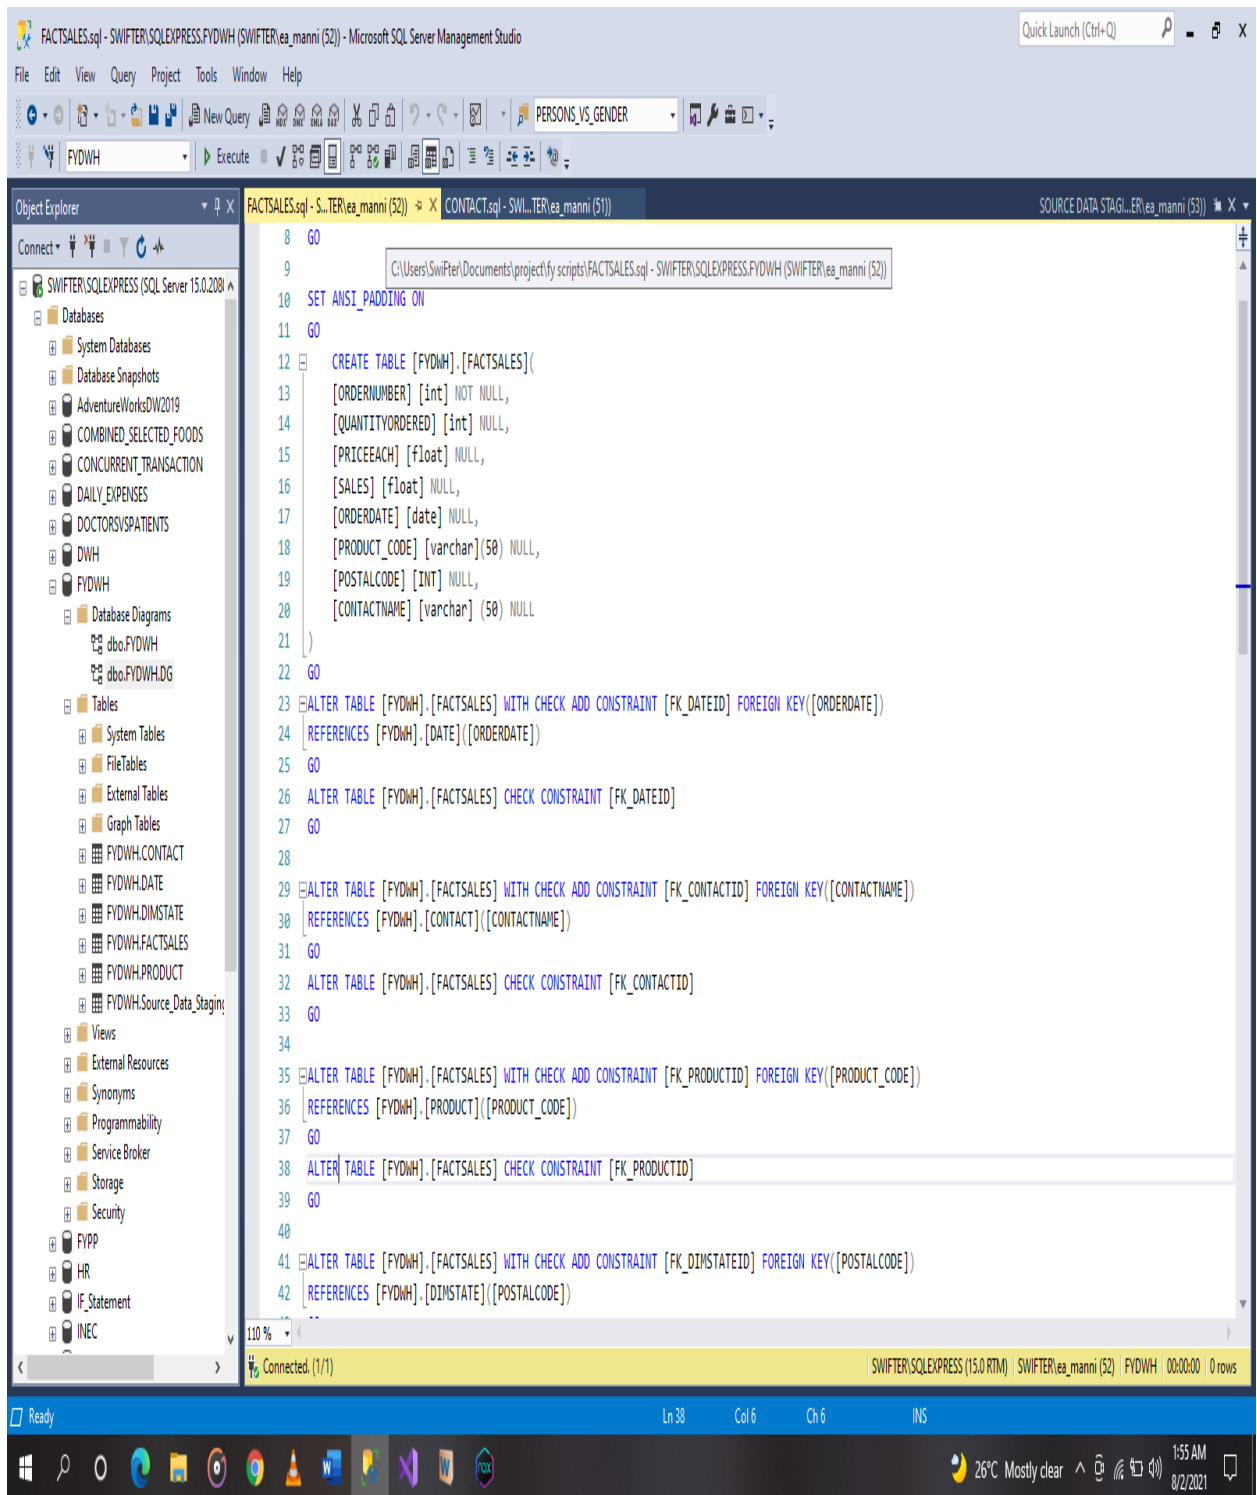 FACTSALES.sql - SWIFTER\SQLEXPRESS.FYDWH (SWIFTER\ea_manni (52)) - Microsoft SQL Server Management Studio
Quick Launch (Ctrl+Q)
File Edit View Query Project Tools Window Help
New Query
PERSONS_VS_GENDER
FYDWH
Execute
Object Explorer
FACTSALES.sql - S...TER\ea_manni (52))
CONTACT.sql - SWI...TER\ea_manni (51))
SOURCE DATA STAGI...ER\ea_manni (53))
Connect
SWIFTER\SQLEXPRESS (SQL Server 15.0.208
Databases
System Databases
Database Snapshots
AdventureWorksDW2019
COMBINED_SELECTED_FOODS
CONCURRENT_TRANSACTION
DAILY_EXPENSES
DOCTORSVSPATIENTS
DWH
FYDWH
Database Diagrams
dbo.FYDWH
dbo.FYDWH.DG
Tables
System Tables
FileTables
External Tables
Graph Tables
FYDWH.CONTACT
FYDWH.DATE
FYDWH.DIMSTATE
FYDWH.FACTSALES
FYDWH.PRODUCT
FYDWH.Source_Data_Staging
Views
External Resources
Synonyms
Programmability
Service Broker
Storage
Security
FYPP
HR
IF_Statement
INEC
8 GO
9
C:\Users\SwiFter\Documents\project\fy scripts\FACTSALES.sql - SWIFTER\SQLEXPRESS.FYDWH (SWIFTER\ea_manni (52))
10 SET ANSI_PADDING ON
11 GO
12 CREATE TABLE [FYDWH].[FACTSALES](
13 [ORDERNUMBER] [int] NOT NULL,
14 [QUANTITYORDERED] [int] NULL,
15 [PRICEEACH] [float] NULL,
16 [SALES] [float] NULL,
17 [ORDERDATE] [date] NULL,
18 [PRODUCT_CODE] [varchar](50) NULL,
19 [POSTALCODE] [INT] NULL,
20 [CONTACTNAME] [varchar] (50) NULL
21 )
22 GO
23 ALTER TABLE [FYDWH].[FACTSALES] WITH CHECK ADD CONSTRAINT [FK_DATEID] FOREIGN KEY([ORDERDATE])
24 REFERENCES [FYDWH].[DATE]([ORDERDATE])
25 GO
26 ALTER TABLE [FYDWH].[FACTSALES] CHECK CONSTRAINT [FK_DATEID]
27 GO
28
29 ALTER TABLE [FYDWH].[FACTSALES] WITH CHECK ADD CONSTRAINT [FK_CONTACTID] FOREIGN KEY([CONTACTNAME])
30 REFERENCES [FYDWH].[CONTACT]([CONTACTNAME])
31 GO
32 ALTER TABLE [FYDWH].[FACTSALES] CHECK CONSTRAINT [FK_CONTACTID]
33 GO
34
35 ALTER TABLE [FYDWH].[FACTSALES] WITH CHECK ADD CONSTRAINT [FK_PRODUCTID] FOREIGN KEY([PRODUCT_CODE])
36 REFERENCES [FYDWH].[PRODUCT]([PRODUCT_CODE])
37 GO
38 ALTER TABLE [FYDWH].[FACTSALES] CHECK CONSTRAINT [FK_PRODUCTID]
39 GO
40
41 ALTER TABLE [FYDWH].[FACTSALES] WITH CHECK ADD CONSTRAINT [FK_DIMSTATEID] FOREIGN KEY([POSTALCODE])
42 REFERENCES [FYDWH].[DIMSTATE]([POSTALCODE])
110 %
Connected. (1/1)
SWIFTER\SQLEXPRESS (15.0 RTM) SWIFTER\ea_manni (52) FYDWH 00:00:00 0 rows
Ready
Ln 38 Col 6 Ch 6 INS
26°C Mostly clear
1:55 AM
8/2/2021